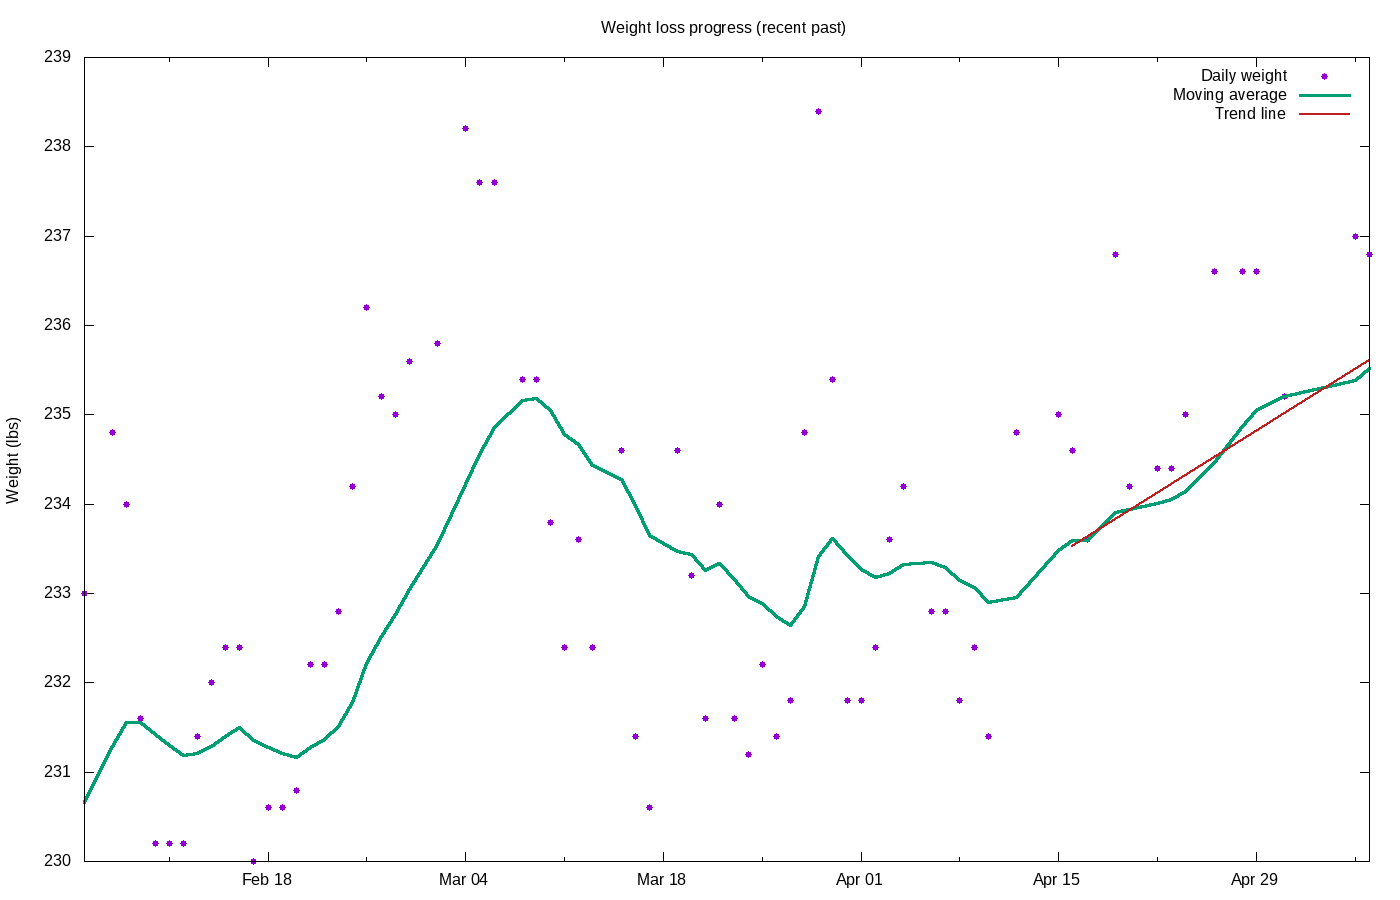 Weight loss progress (recent past)
239
238
237
236
235
234
233
232
231
230
Weight (lbs)
Daily weight
Moving average
Trend line
Feb 18
Mar 04
Mar 18
Apr 01
Apr 15
Apr 29